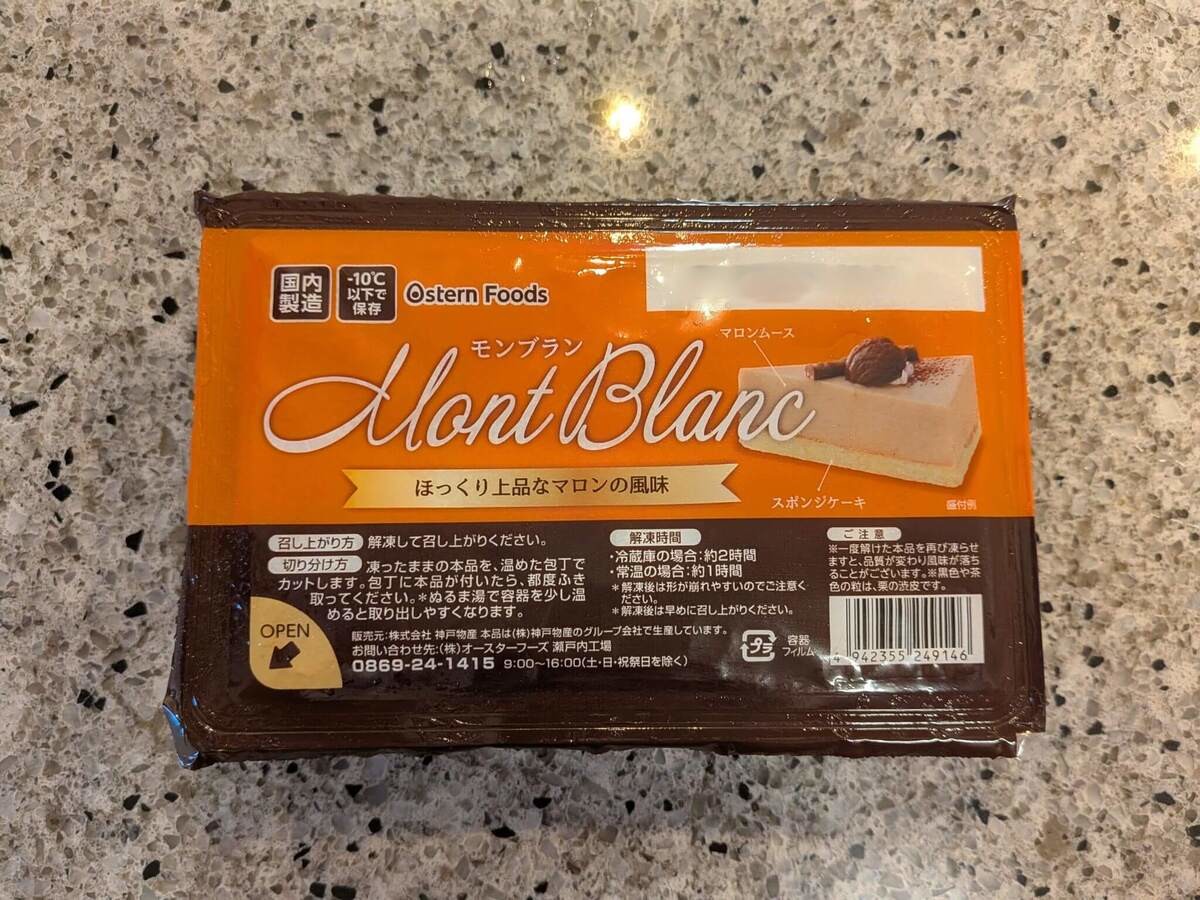 国内
製造
-10℃
以下で
保存
Ostern Foods
モンブラン
Mont Blanc
マロンムース
スポンジケーキ
盛付例
ほっくり上品なマロンの風味
召し上がり方 解凍して召し上がりください。
切り分け方 凍ったままの本品を、温めた包丁で
カットします。包丁に本品が付いたら、都度ふき
取ってください。*ぬるま湯で容器を少し温
めると取り出しやすくなります。
解凍時間
・冷蔵庫の場合:約2時間
・常温の場合:約1時間
*解凍後は形が崩れやすいのでご注意く
ださい。
*解凍後は早めに召し上がりください。
ご注意
※一度解けた本品を再び凍らせ
ますと、品質が変わり風味が落ち
ることがございます。※黒色や茶
色の粒は、栗の渋皮です。
OPEN
販売元:株式会社 神戸物産 本品は(株)神戸物産のグループ会社で生産しています。
お問い合わせ先:(株)オースターフーズ 瀬戸内工場
0869-24-1415 9:00〜16:00(土・日・祝祭日を除く)
プラ
容器
フィルム
4 942355 249146